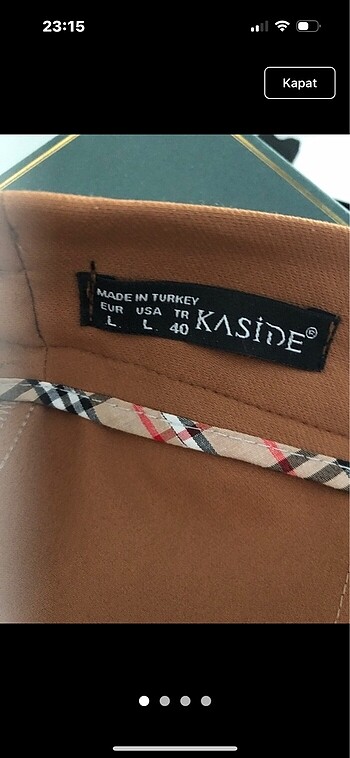 23:15
Kapat
MADE IN TURKEY
EUR USA TR
L. L. 40
KASİDE®